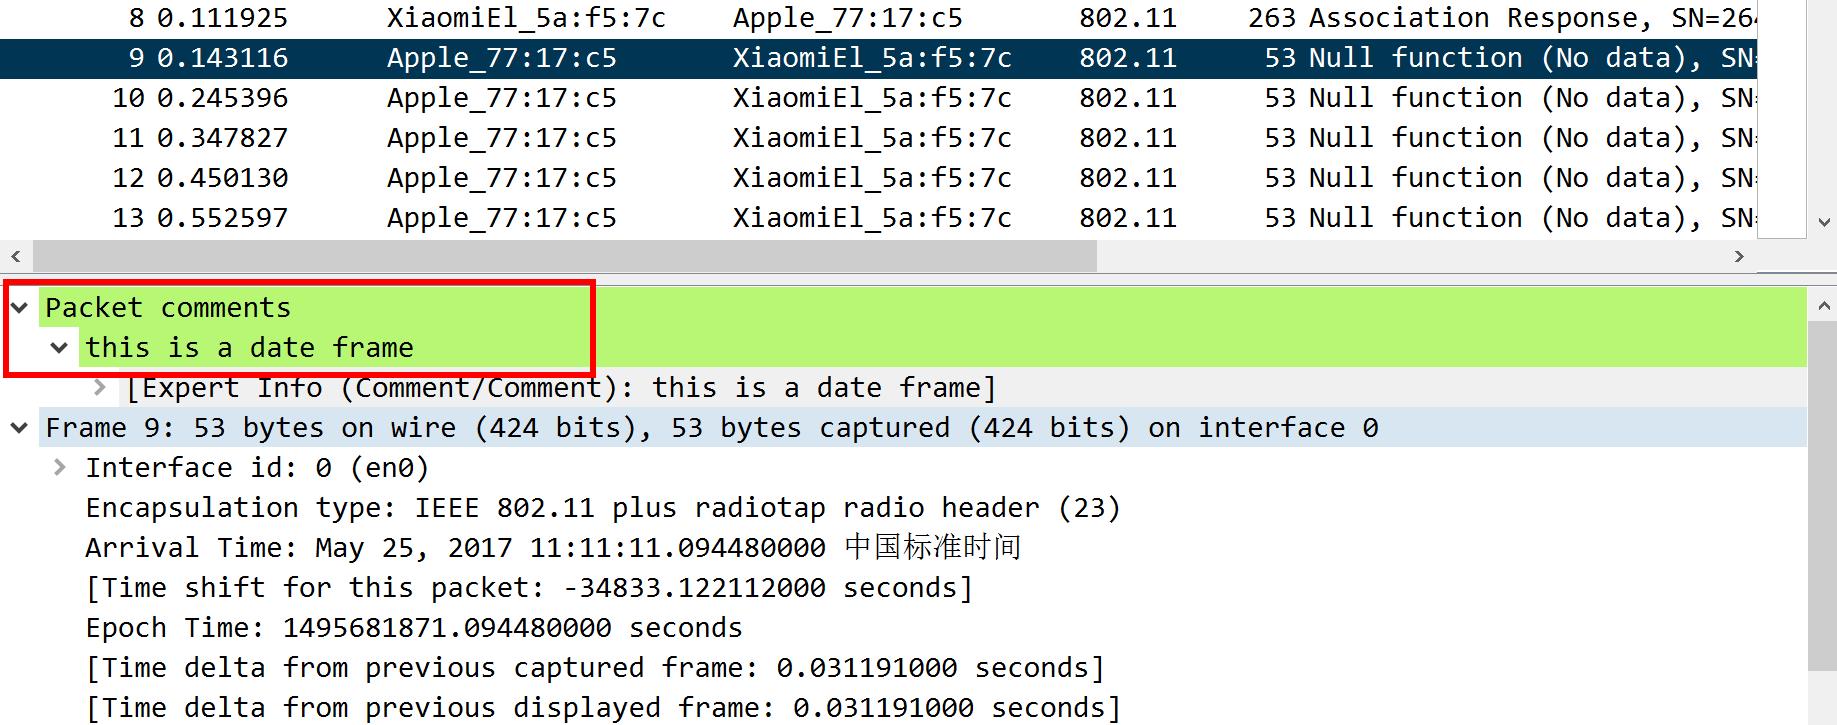 8 0.111925 XiaomiEl_5a:f5:7c Apple_77:17:c5 802.11 263 Association Response, SN=264
9 0.143116 Apple_77:17:c5 XiaomiEl_5a:f5:7c 802.11 53 Null function (No data), SN=
10 0.245396 Apple_77:17:c5 XiaomiEl_5a:f5:7c 802.11 53 Null function (No data), SN=
11 0.347827 Apple_77:17:c5 XiaomiEl_5a:f5:7c 802.11 53 Null function (No data), SN=
12 0.450130 Apple_77:17:c5 XiaomiEl_5a:f5:7c 802.11 53 Null function (No data), SN=
13 0.552597 Apple_77:17:c5 XiaomiEl_5a:f5:7c 802.11 53 Null function (No data), SN=
Packet comments
this is a date frame
[Expert Info (Comment/Comment): this is a date frame]
Frame 9: 53 bytes on wire (424 bits), 53 bytes captured (424 bits) on interface 0
Interface id: 0 (en0)
Encapsulation type: IEEE 802.11 plus radiotap radio header (23)
Arrival Time: May 25, 2017 11:11:11.094480000 中国标准时间
[Time shift for this packet: -34833.122112000 seconds]
Epoch Time: 1495681871.094480000 seconds
[Time delta from previous captured frame: 0.031191000 seconds]
[Time delta from previous displayed frame: 0.031191000 seconds]